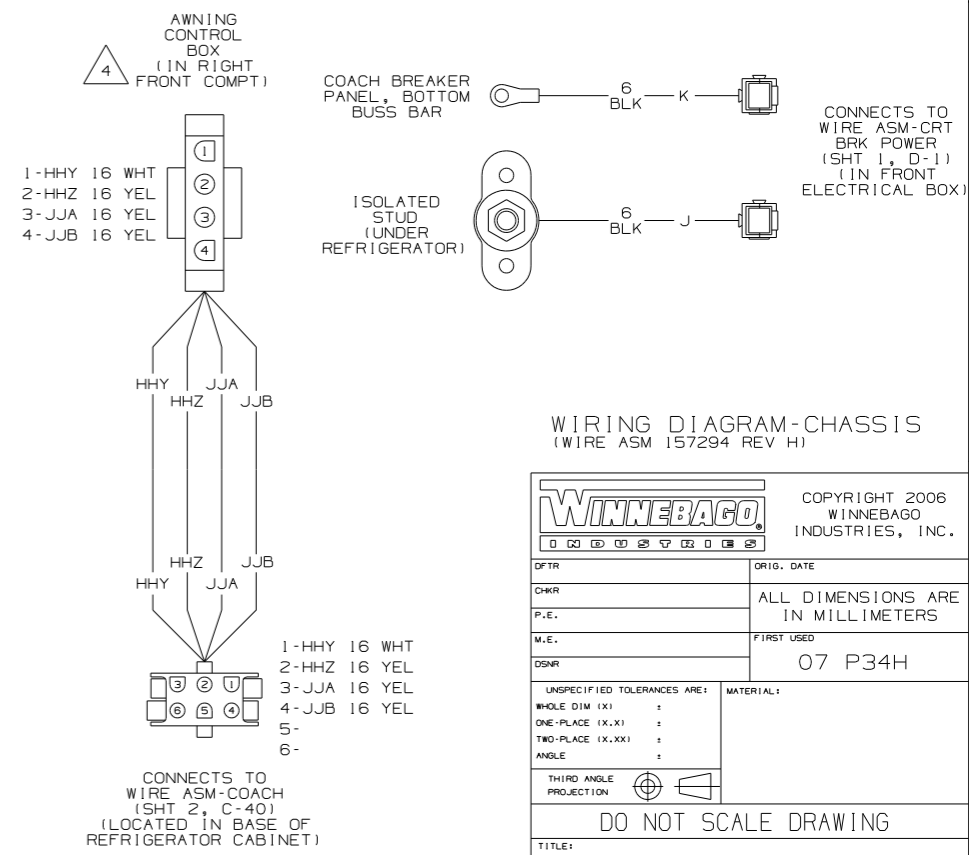 AWNING
CONTROL
BOX
(IN RIGHT
FRONT COMPT)
4
1-HHY 16 WHT
2-HHZ 16 YEL
3-JJA 16 YEL
4-JJB 16 YEL
1
2
3
4
COACH BREAKER
PANEL, BOTTOM
BUSS BAR
6
BLK
K
CONNECTS TO
WIRE ASM-CRT
BRK POWER
(SHT 1, D-1)
(IN FRONT
ELECTRICAL BOX)
ISOLATED
STUD
(UNDER
REFRIGERATOR)
6
BLK
J
HHY JJA
HHZ JJB
HHZ JJB
HHY JJA
3 2 1
6 5 4
1-HHY 16 WHT
2-HHZ 16 YEL
3-JJA 16 YEL
4-JJB 16 YEL
5-
6-
CONNECTS TO
WIRE ASM-COACH
(SHT 2, C-40)
(LOCATED IN BASE OF
REFRIGERATOR CABINET)
WIRING DIAGRAM-CHASSIS
(WIRE ASM 157294 REV H)
WINNEBAGO®
INDUSTRIES
COPYRIGHT 2006
WINNEBAGO
INDUSTRIES, INC.
DFTR
ORIG. DATE
CHKR
ALL DIMENSIONS ARE
IN MILLIMETERS
P.E.
M.E.
FIRST USED
07 P34H
DSNR
UNSPECIFIED TOLERANCES ARE:
WHOLE DIM (X) ±
ONE-PLACE (X.X) ±
TWO-PLACE (X.XX) ±
ANGLE ±
MATERIAL:
THIRD ANGLE
PROJECTION
DO NOT SCALE DRAWING
TITLE: